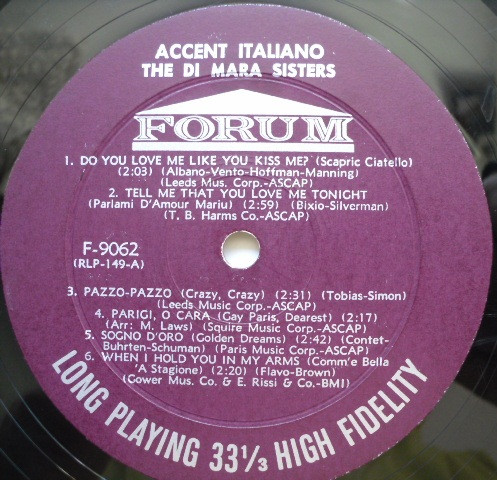 ACCENT ITALIANO
THE DI MARA SISTERS
FORUM
1. DO YOU LOVE ME LIKE YOU KISS ME? (Scapric Ciatello)
(2:03) (Albano-Vento-Hoffman-Manning)
(Leeds Mus. Corp.-ASCAP)
2. TELL ME THAT YOU LOVE ME TONIGHT
(Parlami D'Amour Mariu) (2:59) (Bixio-Silverman)
(T. B. Harms Co.-ASCAP)
F-9062
(RLP-149-A)
3. PAZZO-PAZZO (Crazy, Crazy) (2:31) (Tobias-Simon)
(Leeds Music Corp.-ASCAP)
4. PARIGI, O CARA (Gay Paris, Dearest) (2:17)
(Arr: M. Laws) (Squire Music Corp.-ASCAP)
5. SOGNO D'ORO (Golden Dreams) (2:42) (Contet-
Buhrten-Schuman) (Paris Music Corp.-ASCAP)
6. WHEN I HOLD YOU IN MY ARMS (Comm'e Bella
'A Stagione) (2:20) (Flavo-Brown)
(Gower Mus. Co. & E. Rissi & Co.-BMI)
LONG PLAYING 33⅓ HIGH FIDELITY